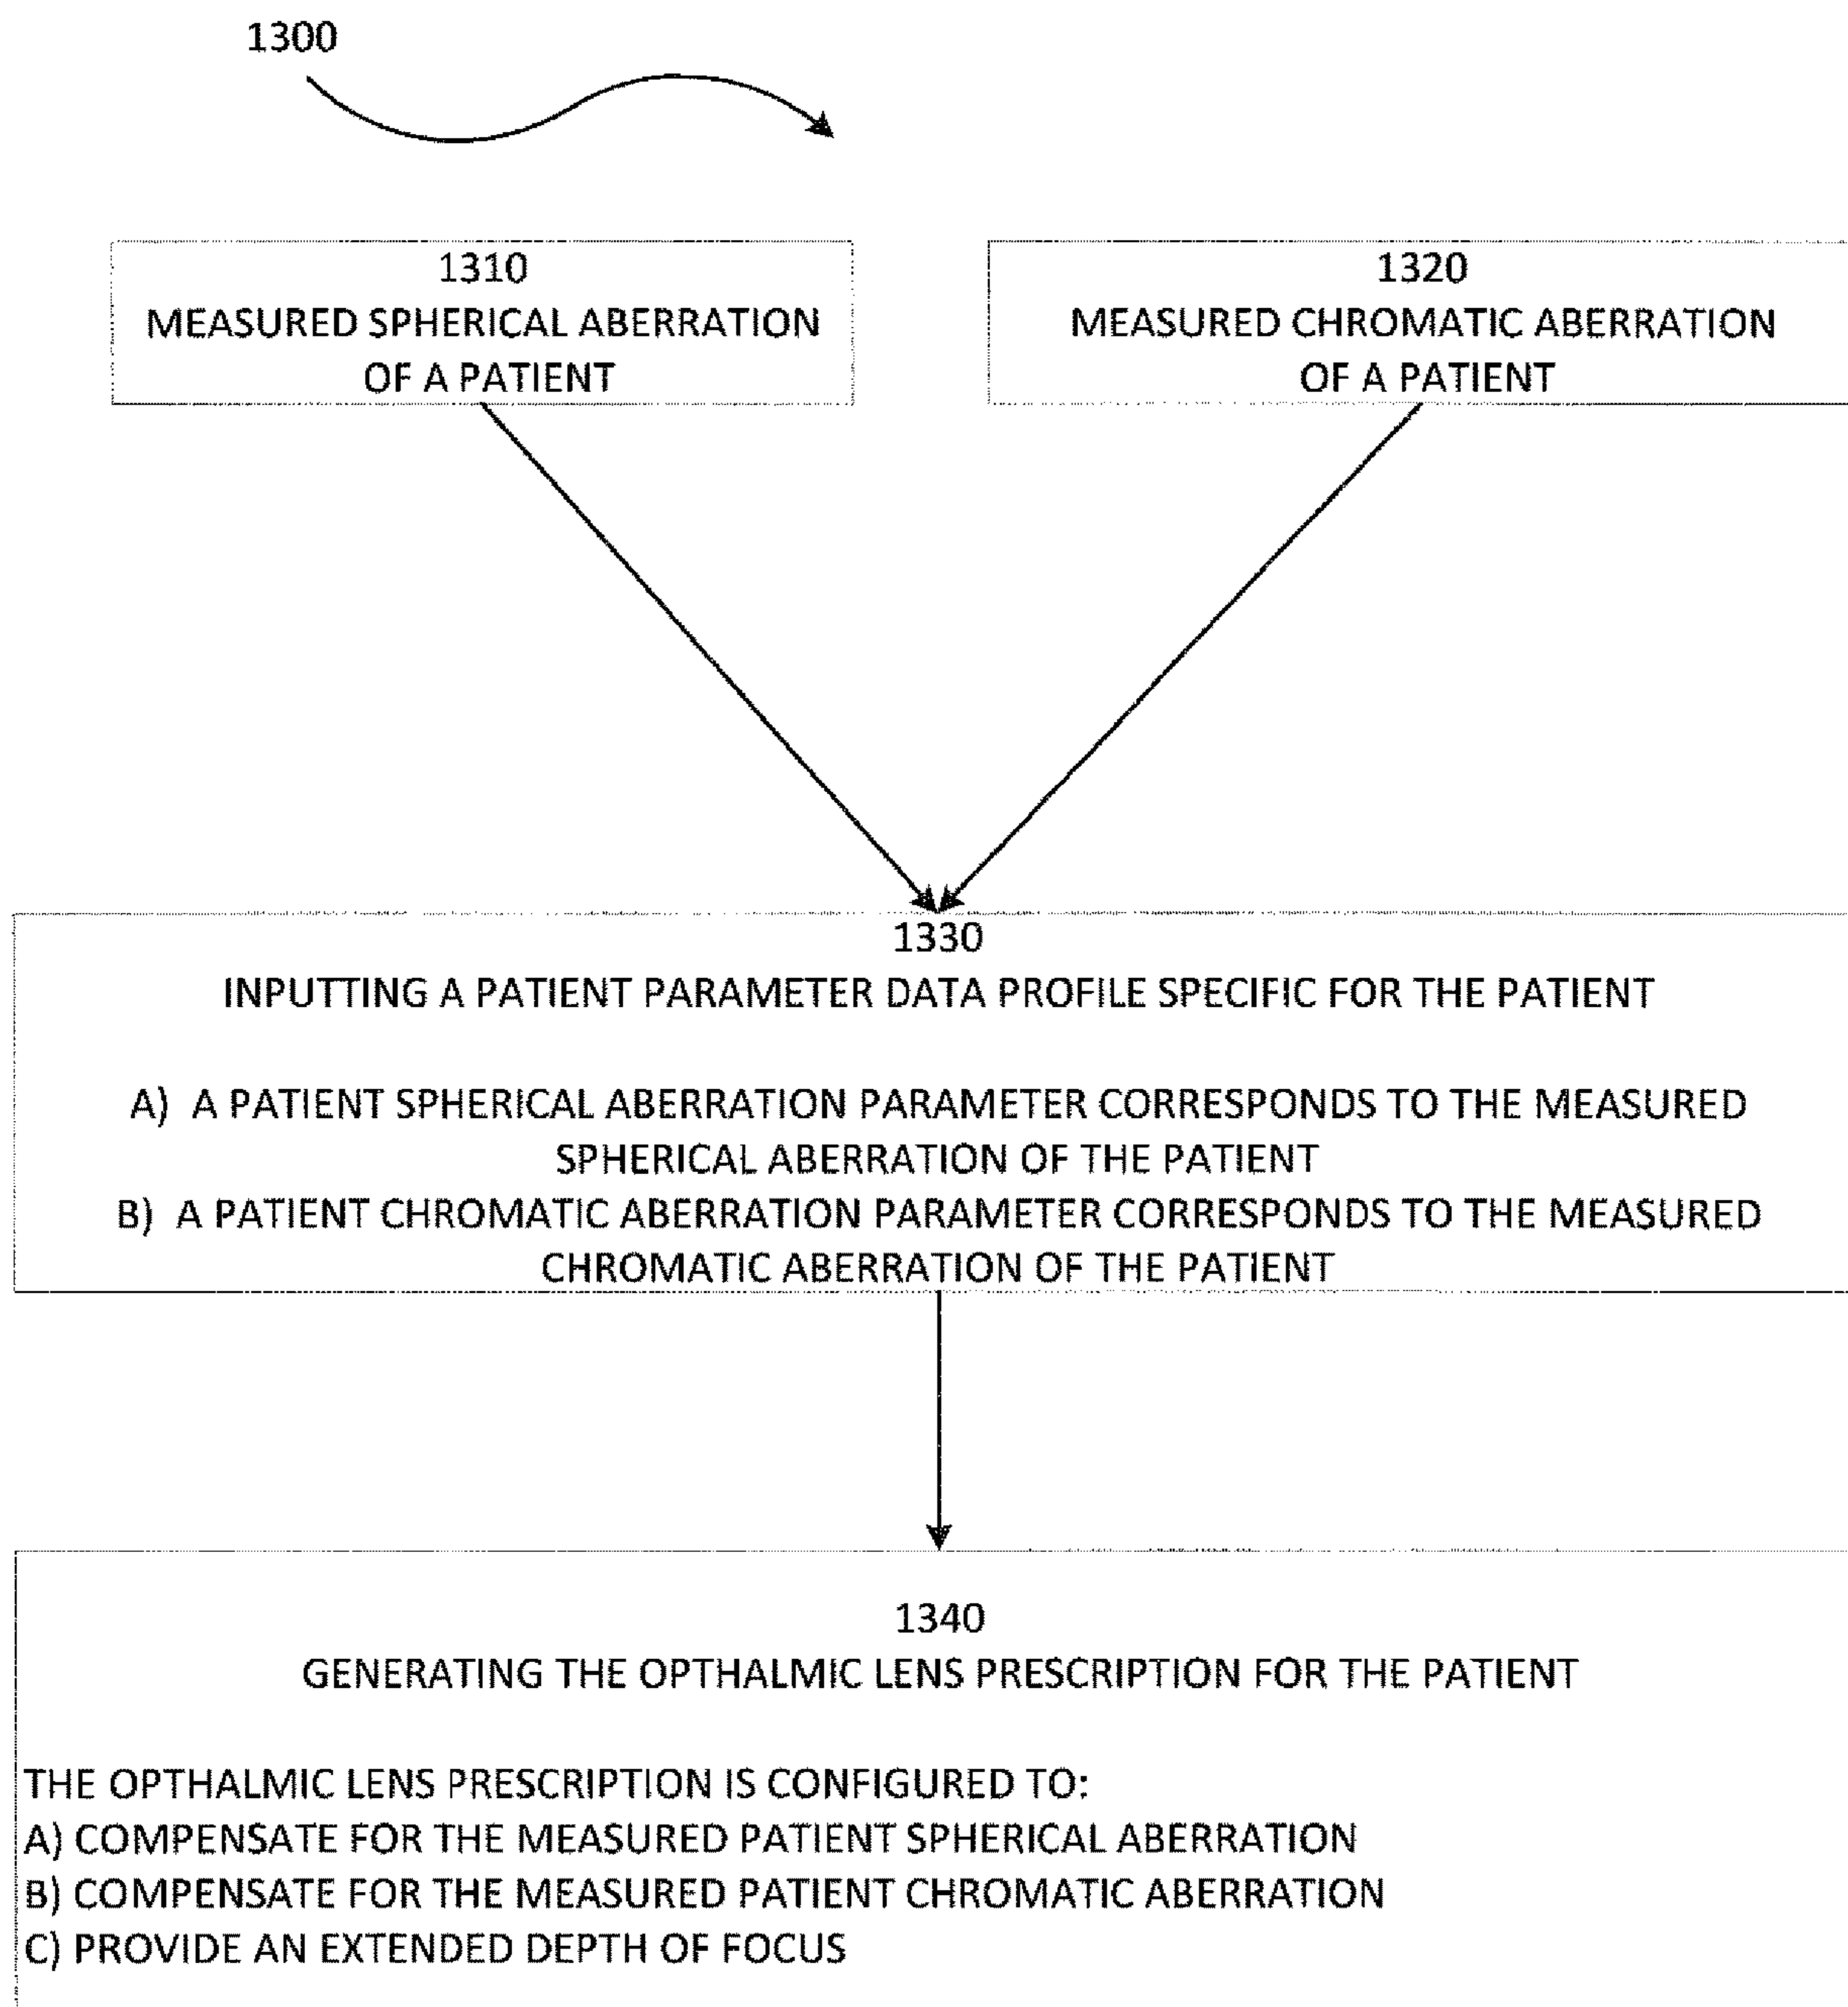 1300
1310
MEASURED SPHERICAL ABERRATION
OF A PATIENT
1320
MEASURED CHROMATIC ABERRATION
OF A PATIENT
1330
INPUTTING A PATIENT PARAMETER DATA PROFILE SPECIFIC FOR THE PATIENT
A) A PATIENT SPHERICAL ABERRATION PARAMETER CORRESPONDS TO THE MEASURED
SPHERICAL ABERRATION OF THE PATIENT
B) A PATIENT CHROMATIC ABERRATION PARAMETER CORRESPONDS TO THE MEASURED
CHROMATIC ABERRATION OF THE PATIENT
1340
GENERATING THE OPTHALMIC LENS PRESCRIPTION FOR THE PATIENT
THE OPTHALMIC LENS PRESCRIPTION IS CONFIGURED TO:
A) COMPENSATE FOR THE MEASURED PATIENT SPHERICAL ABERRATION
B) COMPENSATE FOR THE MEASURED PATIENT CHROMATIC ABERRATION
C) PROVIDE AN EXTENDED DEPTH OF FOCUS